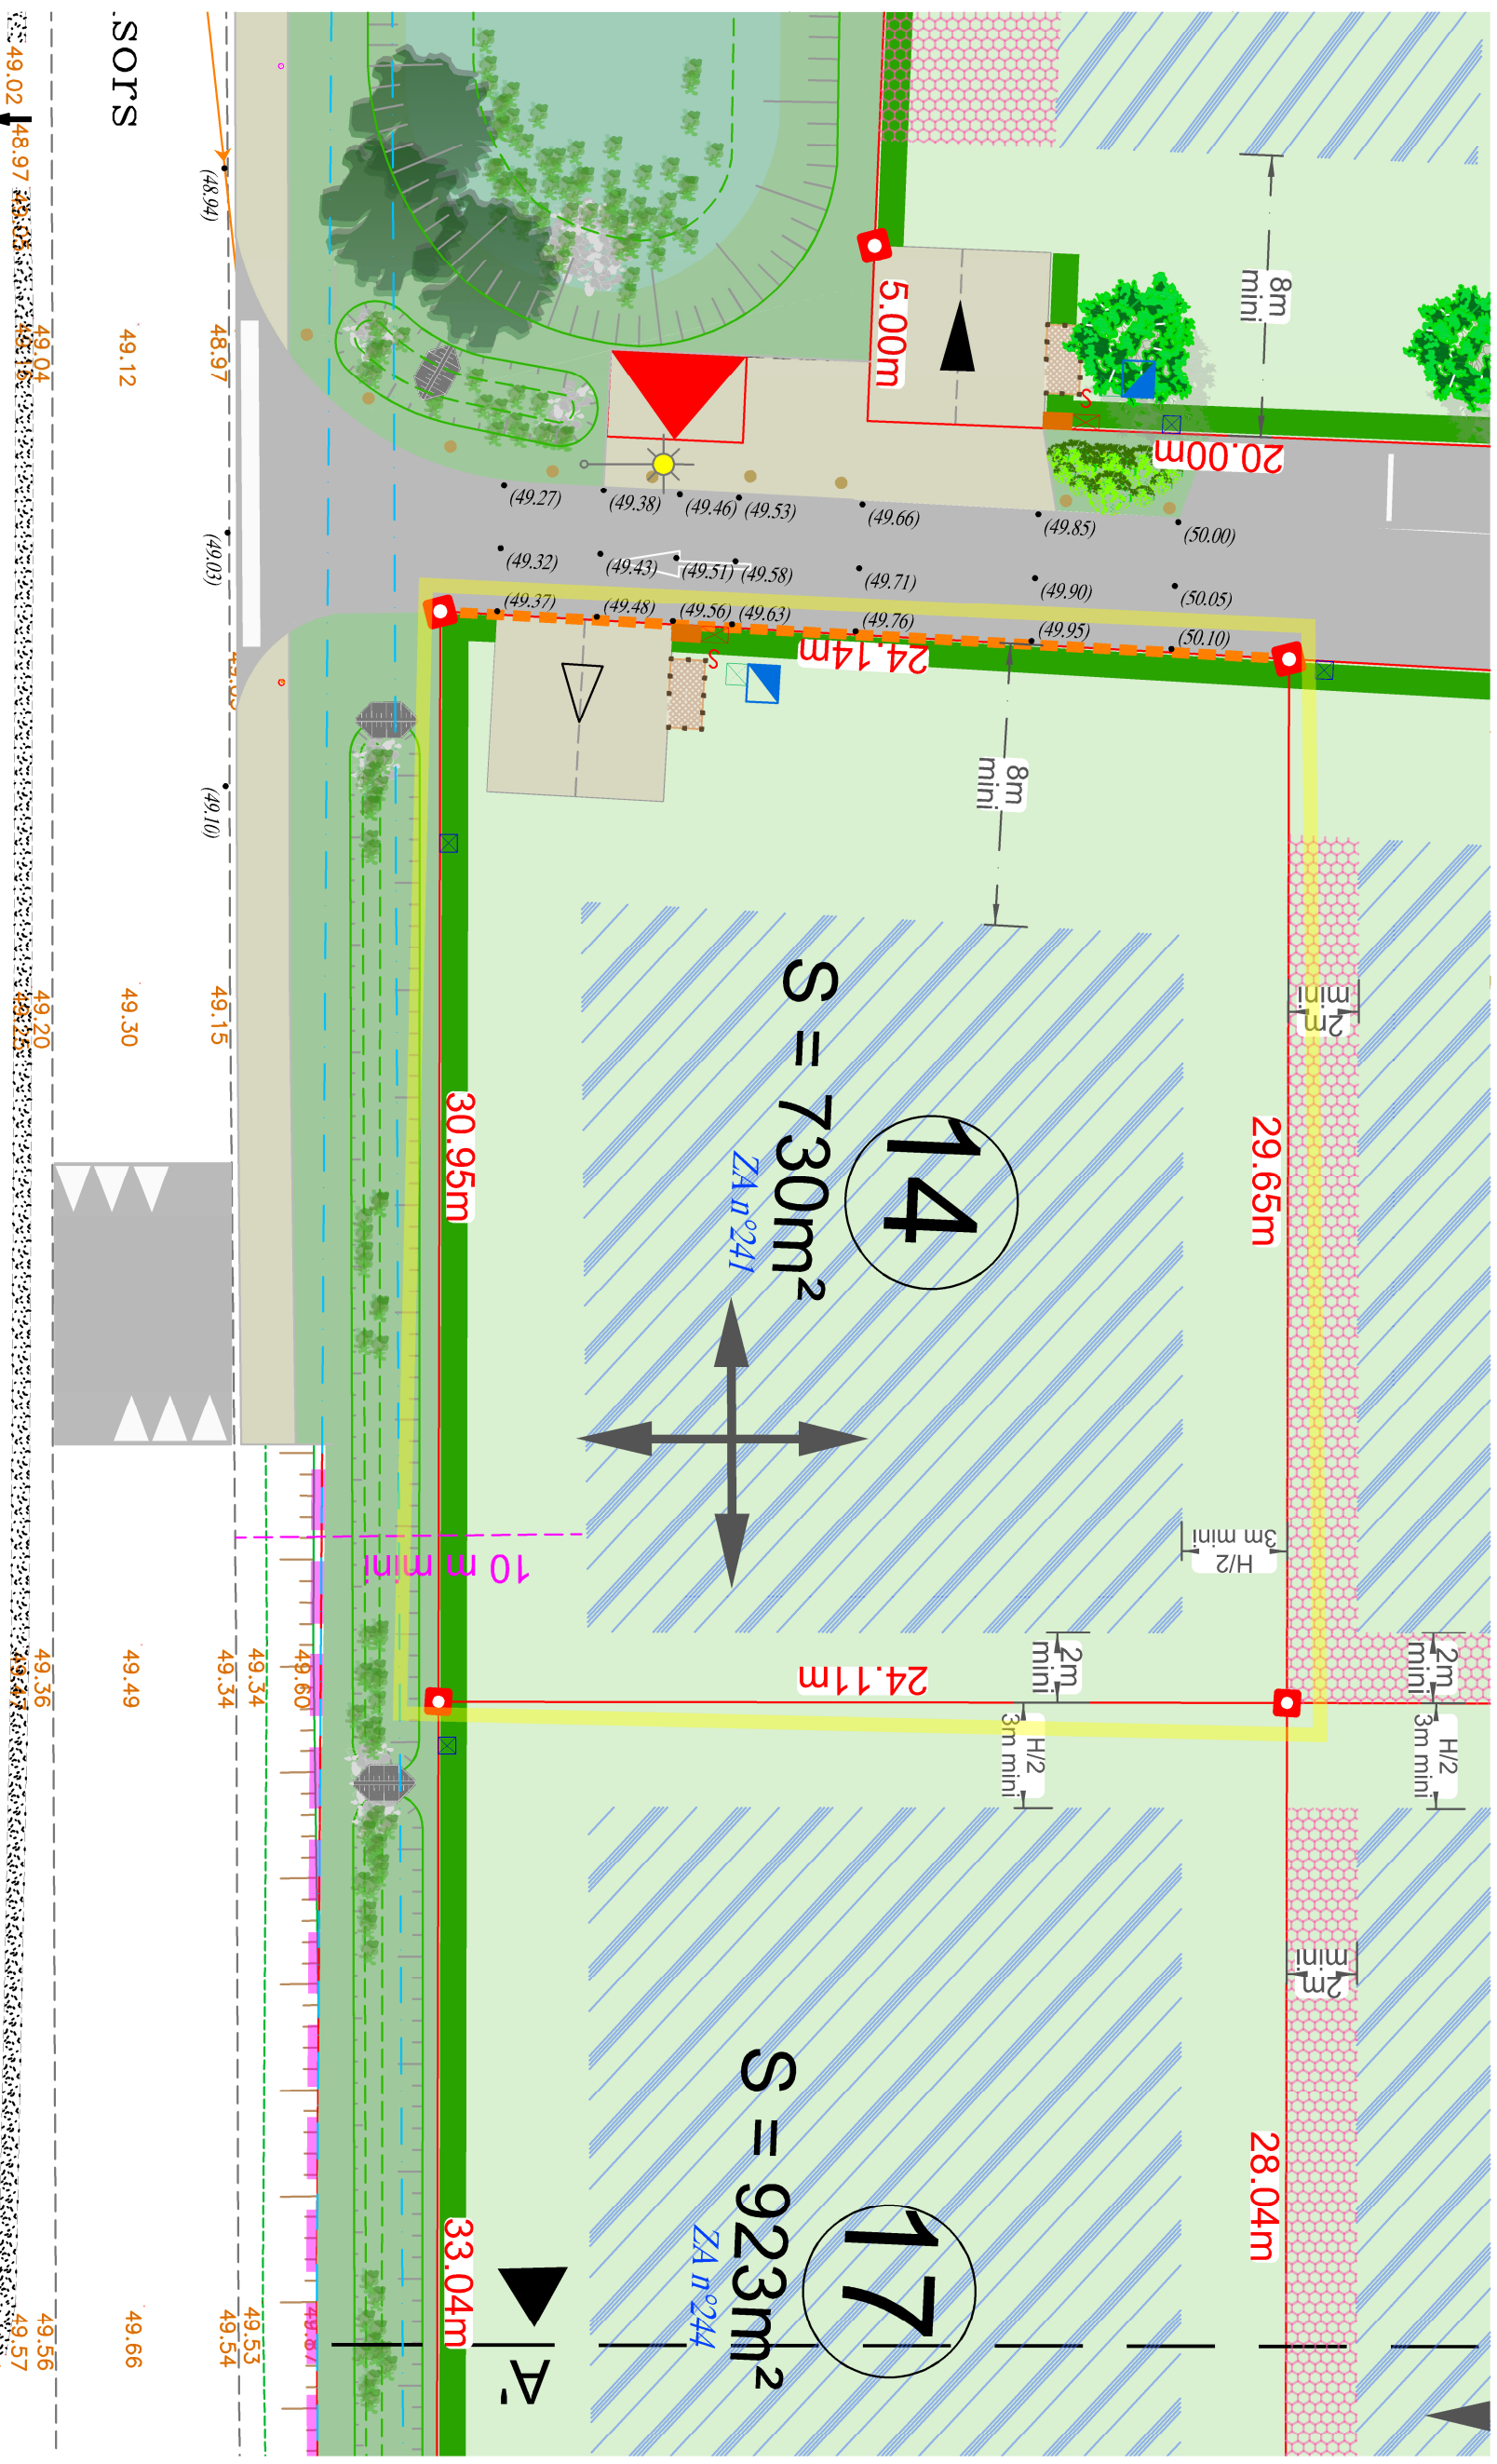 .sors
49.02
48.97
(48.94)
49.04
49.12
48.97
(49.03)
(49.10)
5.00m
8m
mini
20.00m
S
(49.27)
(49.38)
(49.46)
(49.53)
(49.66)
(49.85)
(50.00)
(49.32)
(49.43)
(49.51)
(49.58)
(49.71)
(49.90)
(50.05)
(49.37)
(49.48)
(49.56)
(49.63)
(49.76)
(49.95)
(50.10)
24.14m
S
8m
mini
2m
mini
49.20
49.30
49.15
30.95m
14
S = 730m²
ZA n°241
29.65m
10 m mini
H/2
3m mini
2m
mini
2m
mini
24.11m
H/2
3m mini
H/2
3m mini
49.36
49.49
49.34
49.34
49.60
2m
mini
17
S = 923m²
ZA n°244
28.04m
33.04m
A'
49.57
49.56
49.66
49.54
49.53